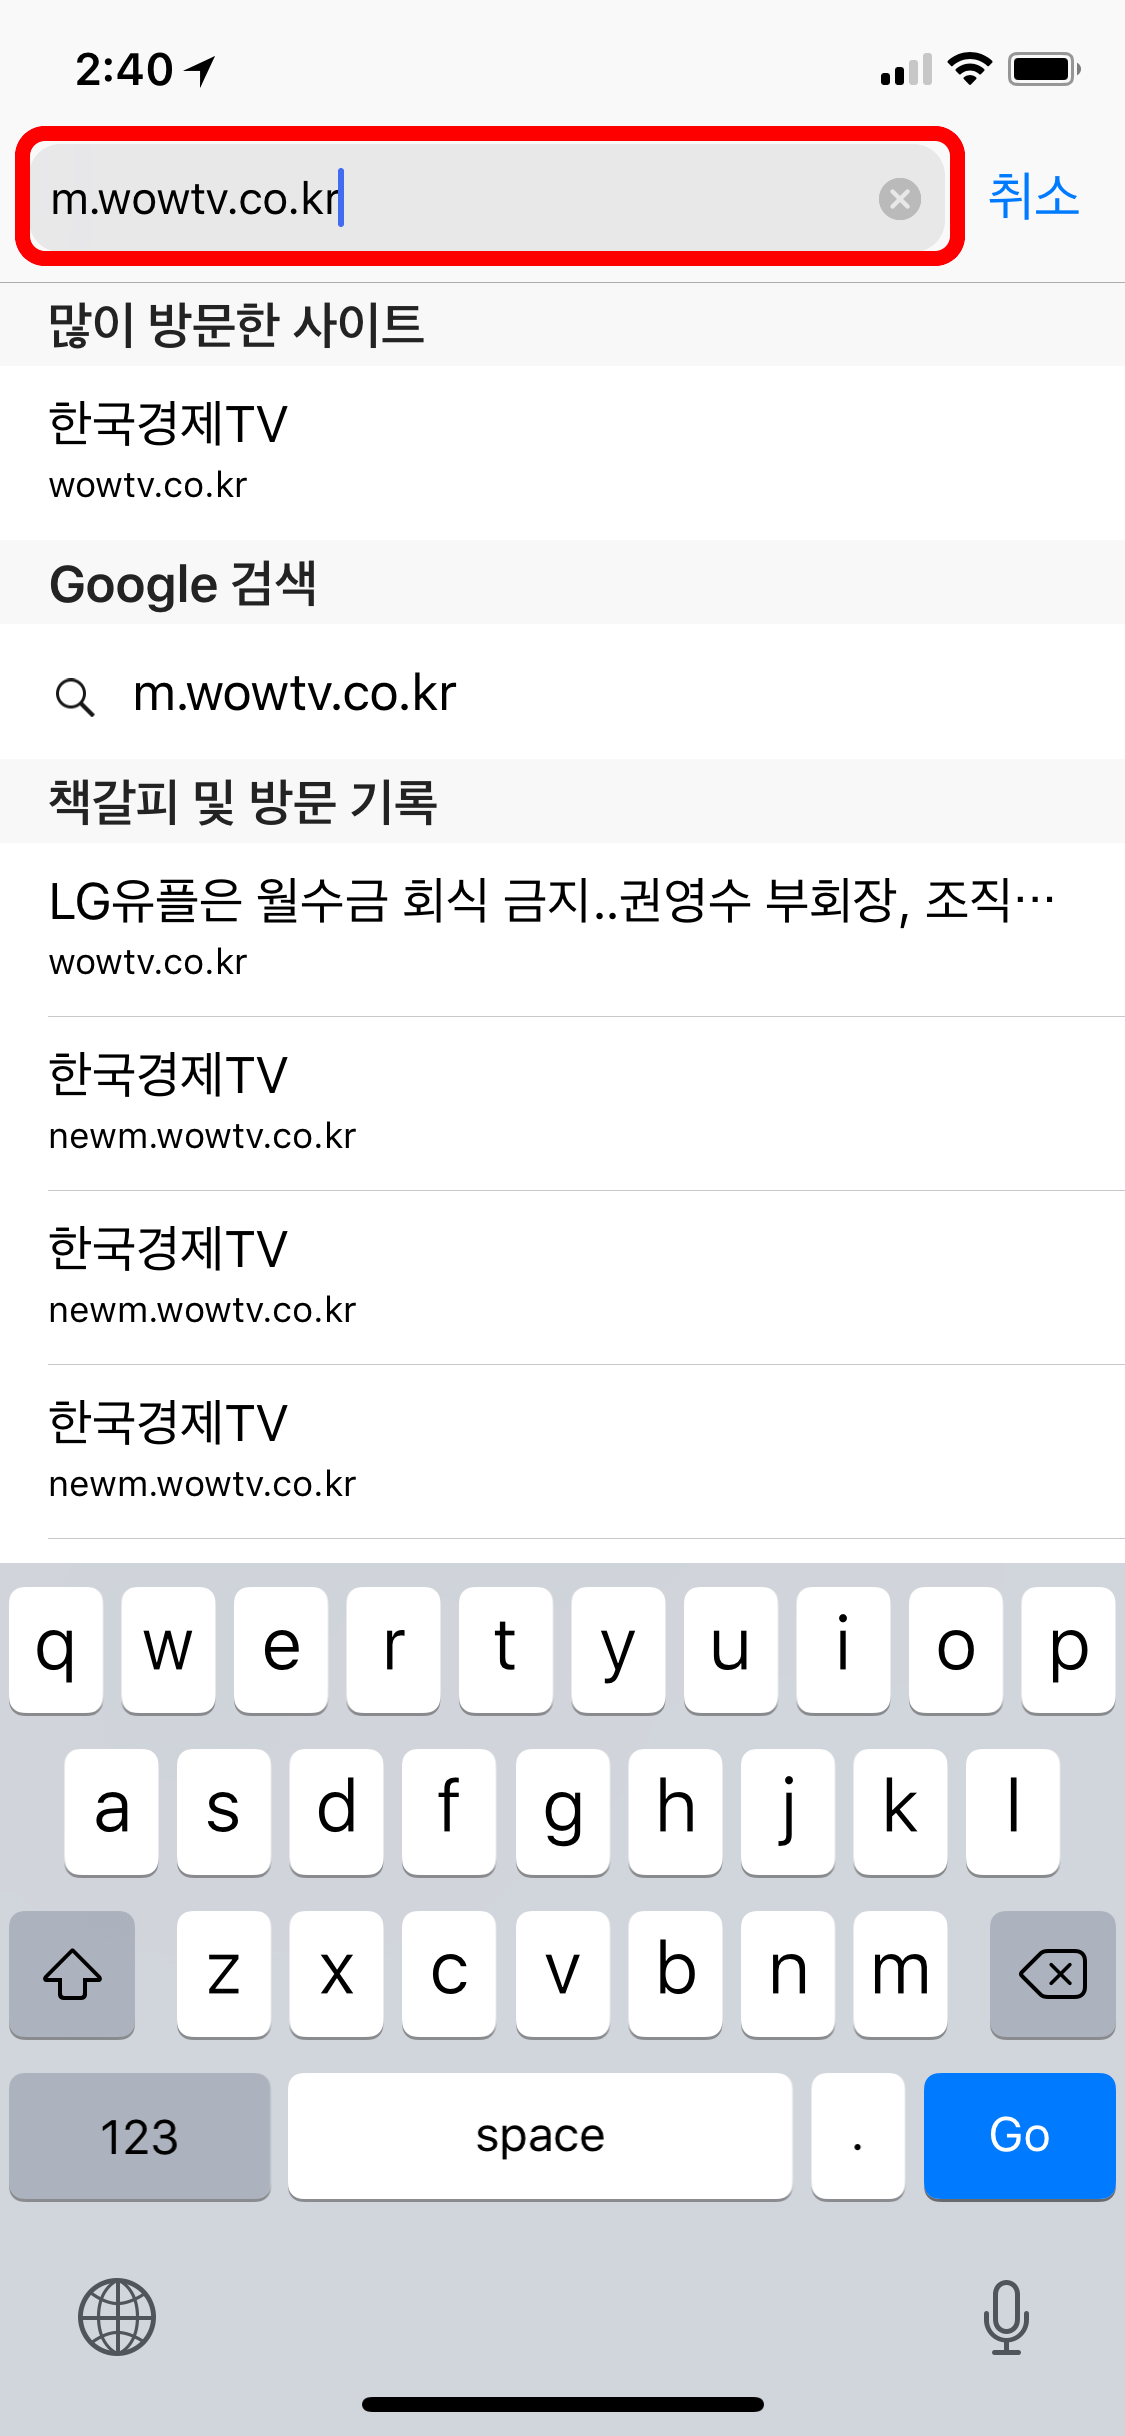 2:40
m.wowtv.co.kr
취소
많이 방문한 사이트
한국경제TV
wowtv.co.kr
Google 검색
m.wowtv.co.kr
책갈피 및 방문 기록
LG유플은 월수금 회식 금지..권영수 부회장, 조직…
wowtv.co.kr
한국경제TV
newm.wowtv.co.kr
한국경제TV
newm.wowtv.co.kr
한국경제TV
newm.wowtv.co.kr
q w e r t y u i o p
a s d f g h j k l
z x c v b n m
123 space . Go